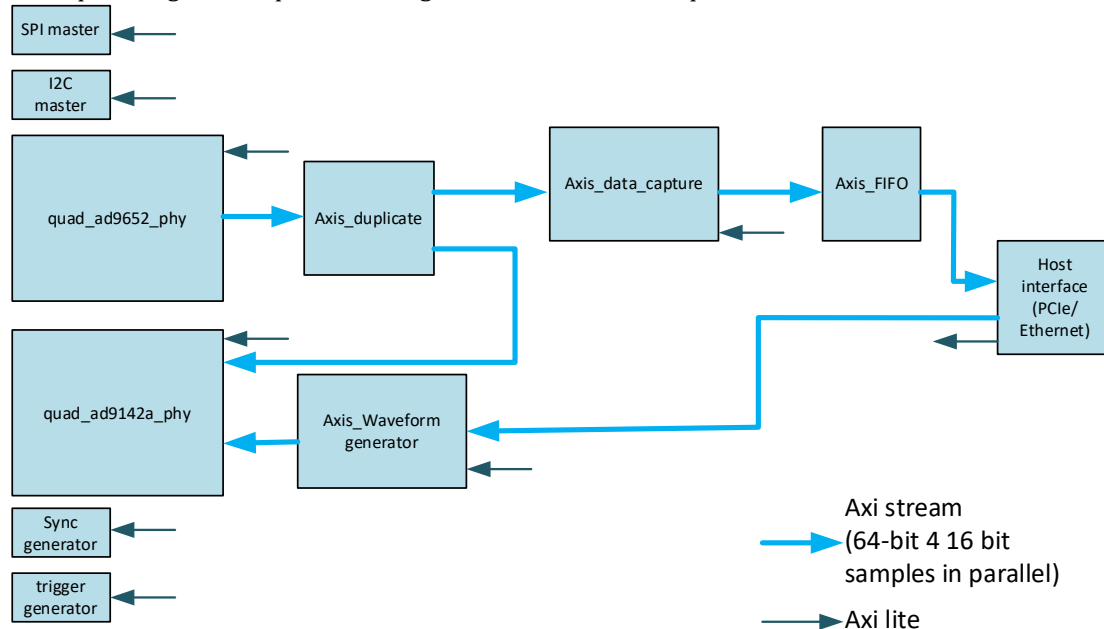 SPI master
I2C
master
quad_ad9652_phy
Axis_duplicate
Axis_data_capture
Axis_FIFO
Host
interface
(PCIe/
Ethernet)
quad_ad9142a_phy
Axis_Waveform
generator
Sync
generator
trigger
generator
Axi stream
(64-bit 4 16 bit
samples in parallel)
Axi lite